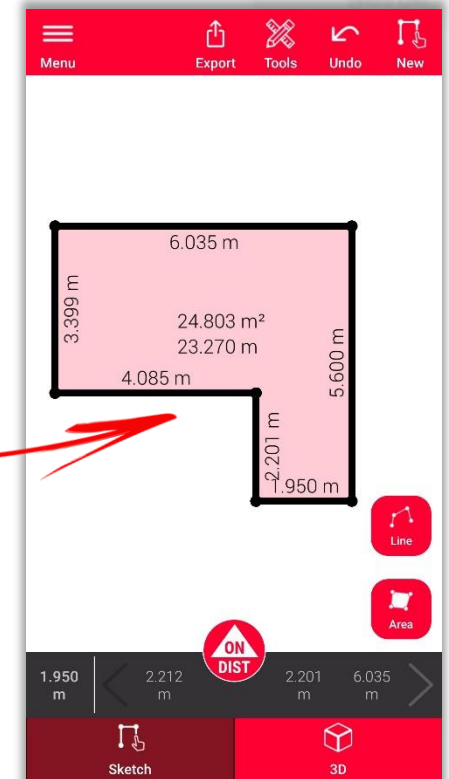 Menu
Export
Tools
Undo
New
6.035 m
3.399 m
24.803 m²
23.270 m
5.600 m
4.085 m
2.201 m
1.950 m
Line
Area
ON
DIST
1.950 m
2.212 m
2.201 m
6.035 m
Sketch
3D